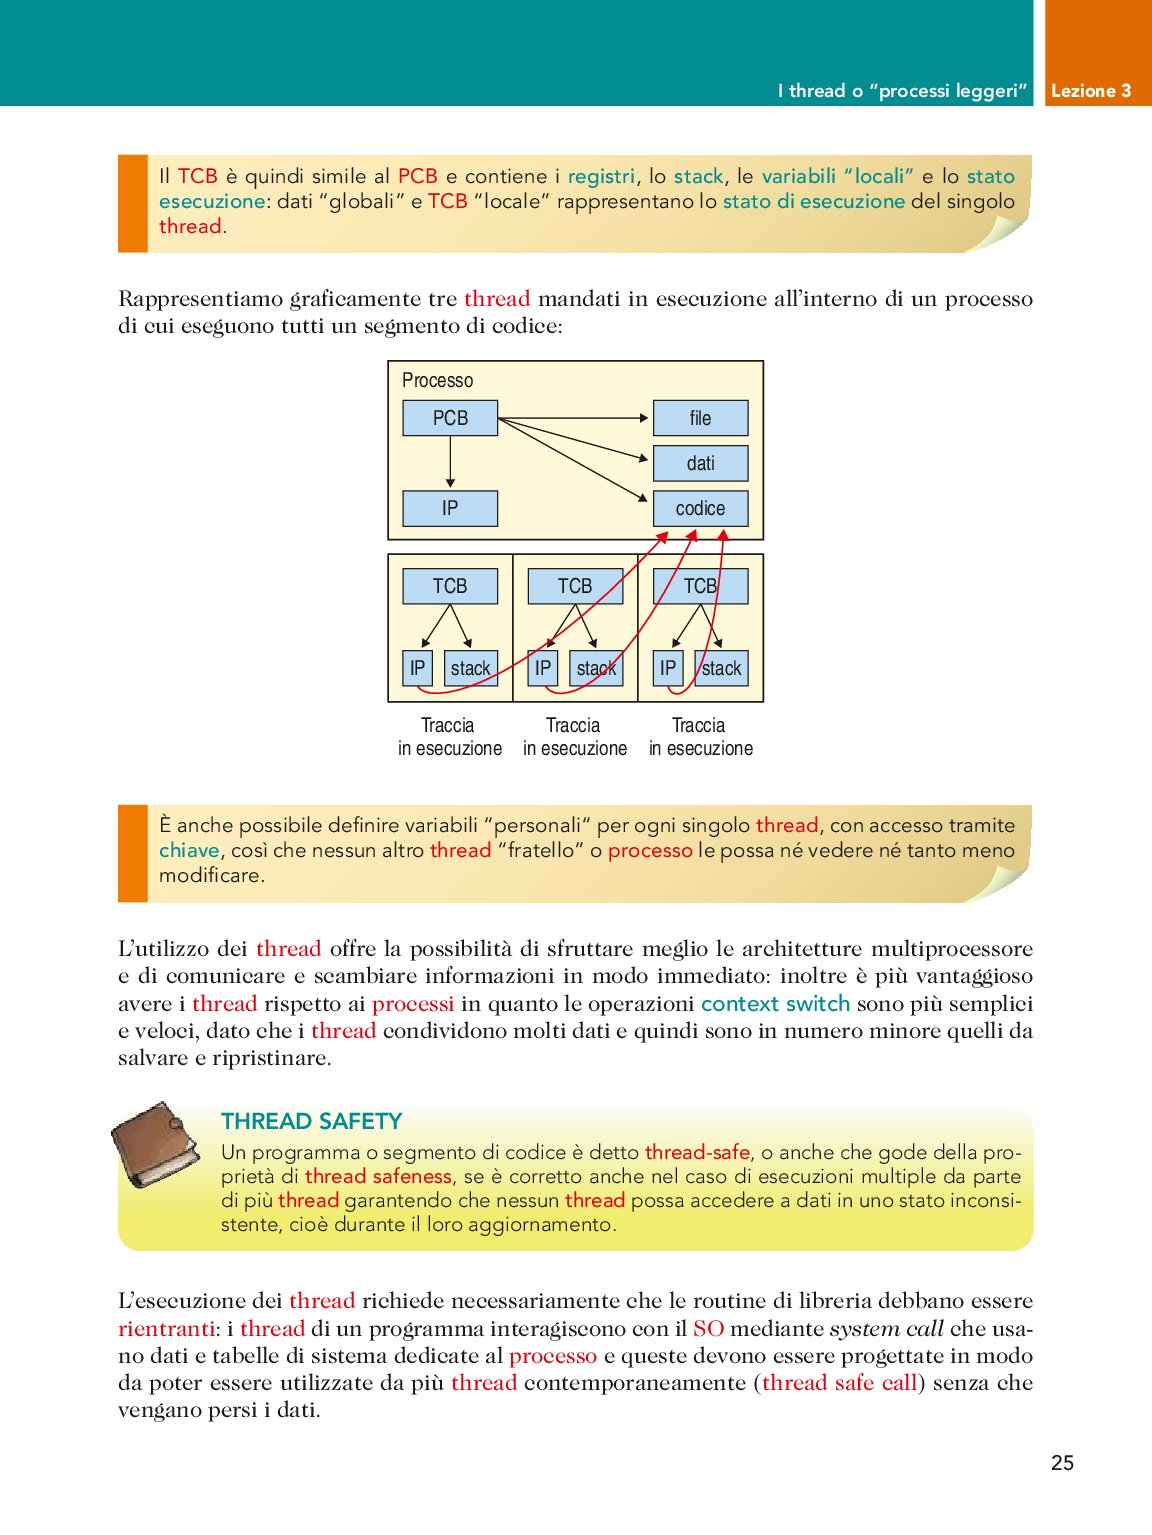 I thread o “processi leggeri” Lezione 3
Il TCB è quindi simile al PCB e contiene i registri, lo stack, le variabili “locali” e lo stato
esecuzione: dati “globali” e TCB “locale” rappresentano lo stato di esecuzione del singolo
thread.
Rappresentiamo graficamente tre thread mandati in esecuzione all’interno di un processo
di cui eseguono tutti un segmento di codice:
Processo
PCB file
dati
IP codice
TCB TCB TCB
IP stack IP stack IP stack
Traccia Traccia Traccia
in esecuzione in esecuzione in esecuzione
È anche possibile definire variabili “personali” per ogni singolo thread, con accesso tramite
chiave, così che nessun altro thread “fratello” o processo le possa né vedere né tanto meno
modificare.
L’utilizzo dei thread offre la possibilità di sfruttare meglio le architetture multiprocessore
e di comunicare e scambiare informazioni in modo immediato: inoltre è più vantaggioso
avere i thread rispetto ai processi in quanto le operazioni context switch sono più semplici
e veloci, dato che i thread condividono molti dati e quindi sono in numero minore quelli da
salvare e ripristinare.
THREAD SAFETY
Un programma o segmento di codice è detto thread-safe, o anche che gode della pro-
prietà di thread safeness, se è corretto anche nel caso di esecuzioni multiple da parte
di più thread garantendo che nessun thread possa accedere a dati in uno stato inconsi-
stente, cioè durante il loro aggiornamento.
L’esecuzione dei thread richiede necessariamente che le routine di libreria debbano essere
rientranti: i thread di un programma interagiscono con il SO mediante system call che usa-
no dati e tabelle di sistema dedicate al processo e queste devono essere progettate in modo
da poter essere utilizzate da più thread contemporaneamente (thread safe call) senza che
vengano persi i dati.
25